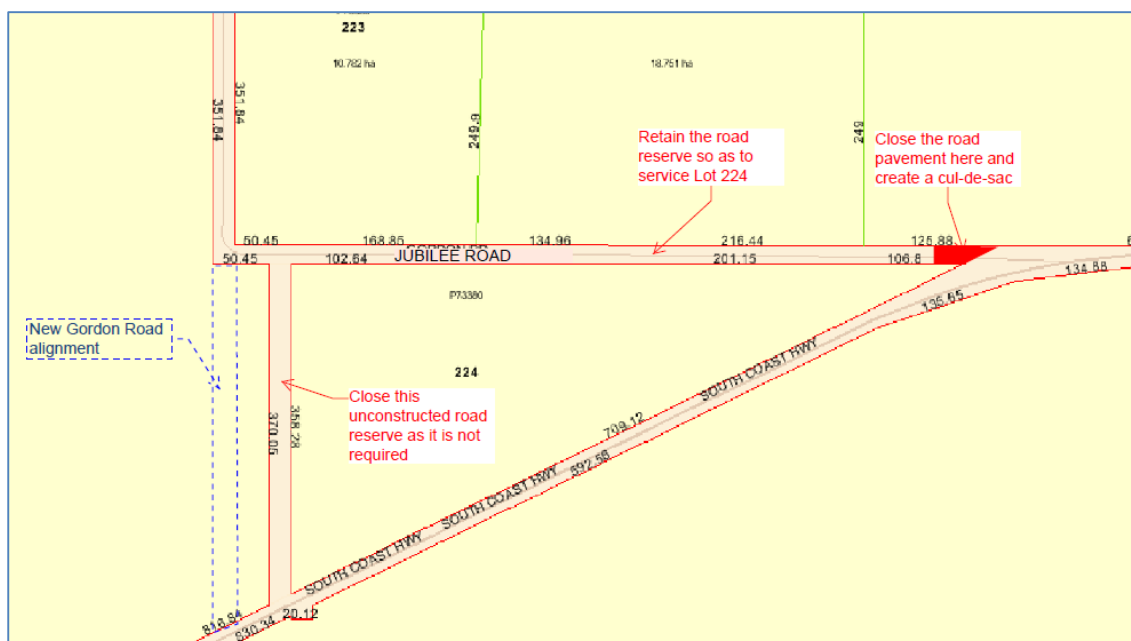 223
10.782 ha
18.751 ha
351.84
351.84
249.9
249
Retain the road
reserve so as to
service Lot 224
Close the road
pavement here and
create a cul-de-sac
50.45
168.85
134.96
216.44
125.88
6
50.45
102.64
JUBILEE ROAD
201.15
106.8
134.88
135.65
P73380
New Gordon Road
alignment
224
Close this
unconstructed road
reserve as it is not
required
370.05
358.28
SOUTH COAST HWY
709.12
592.58
SOUTH COAST HWY
SOUTH COAST HWY
20.12
818.84
830.34